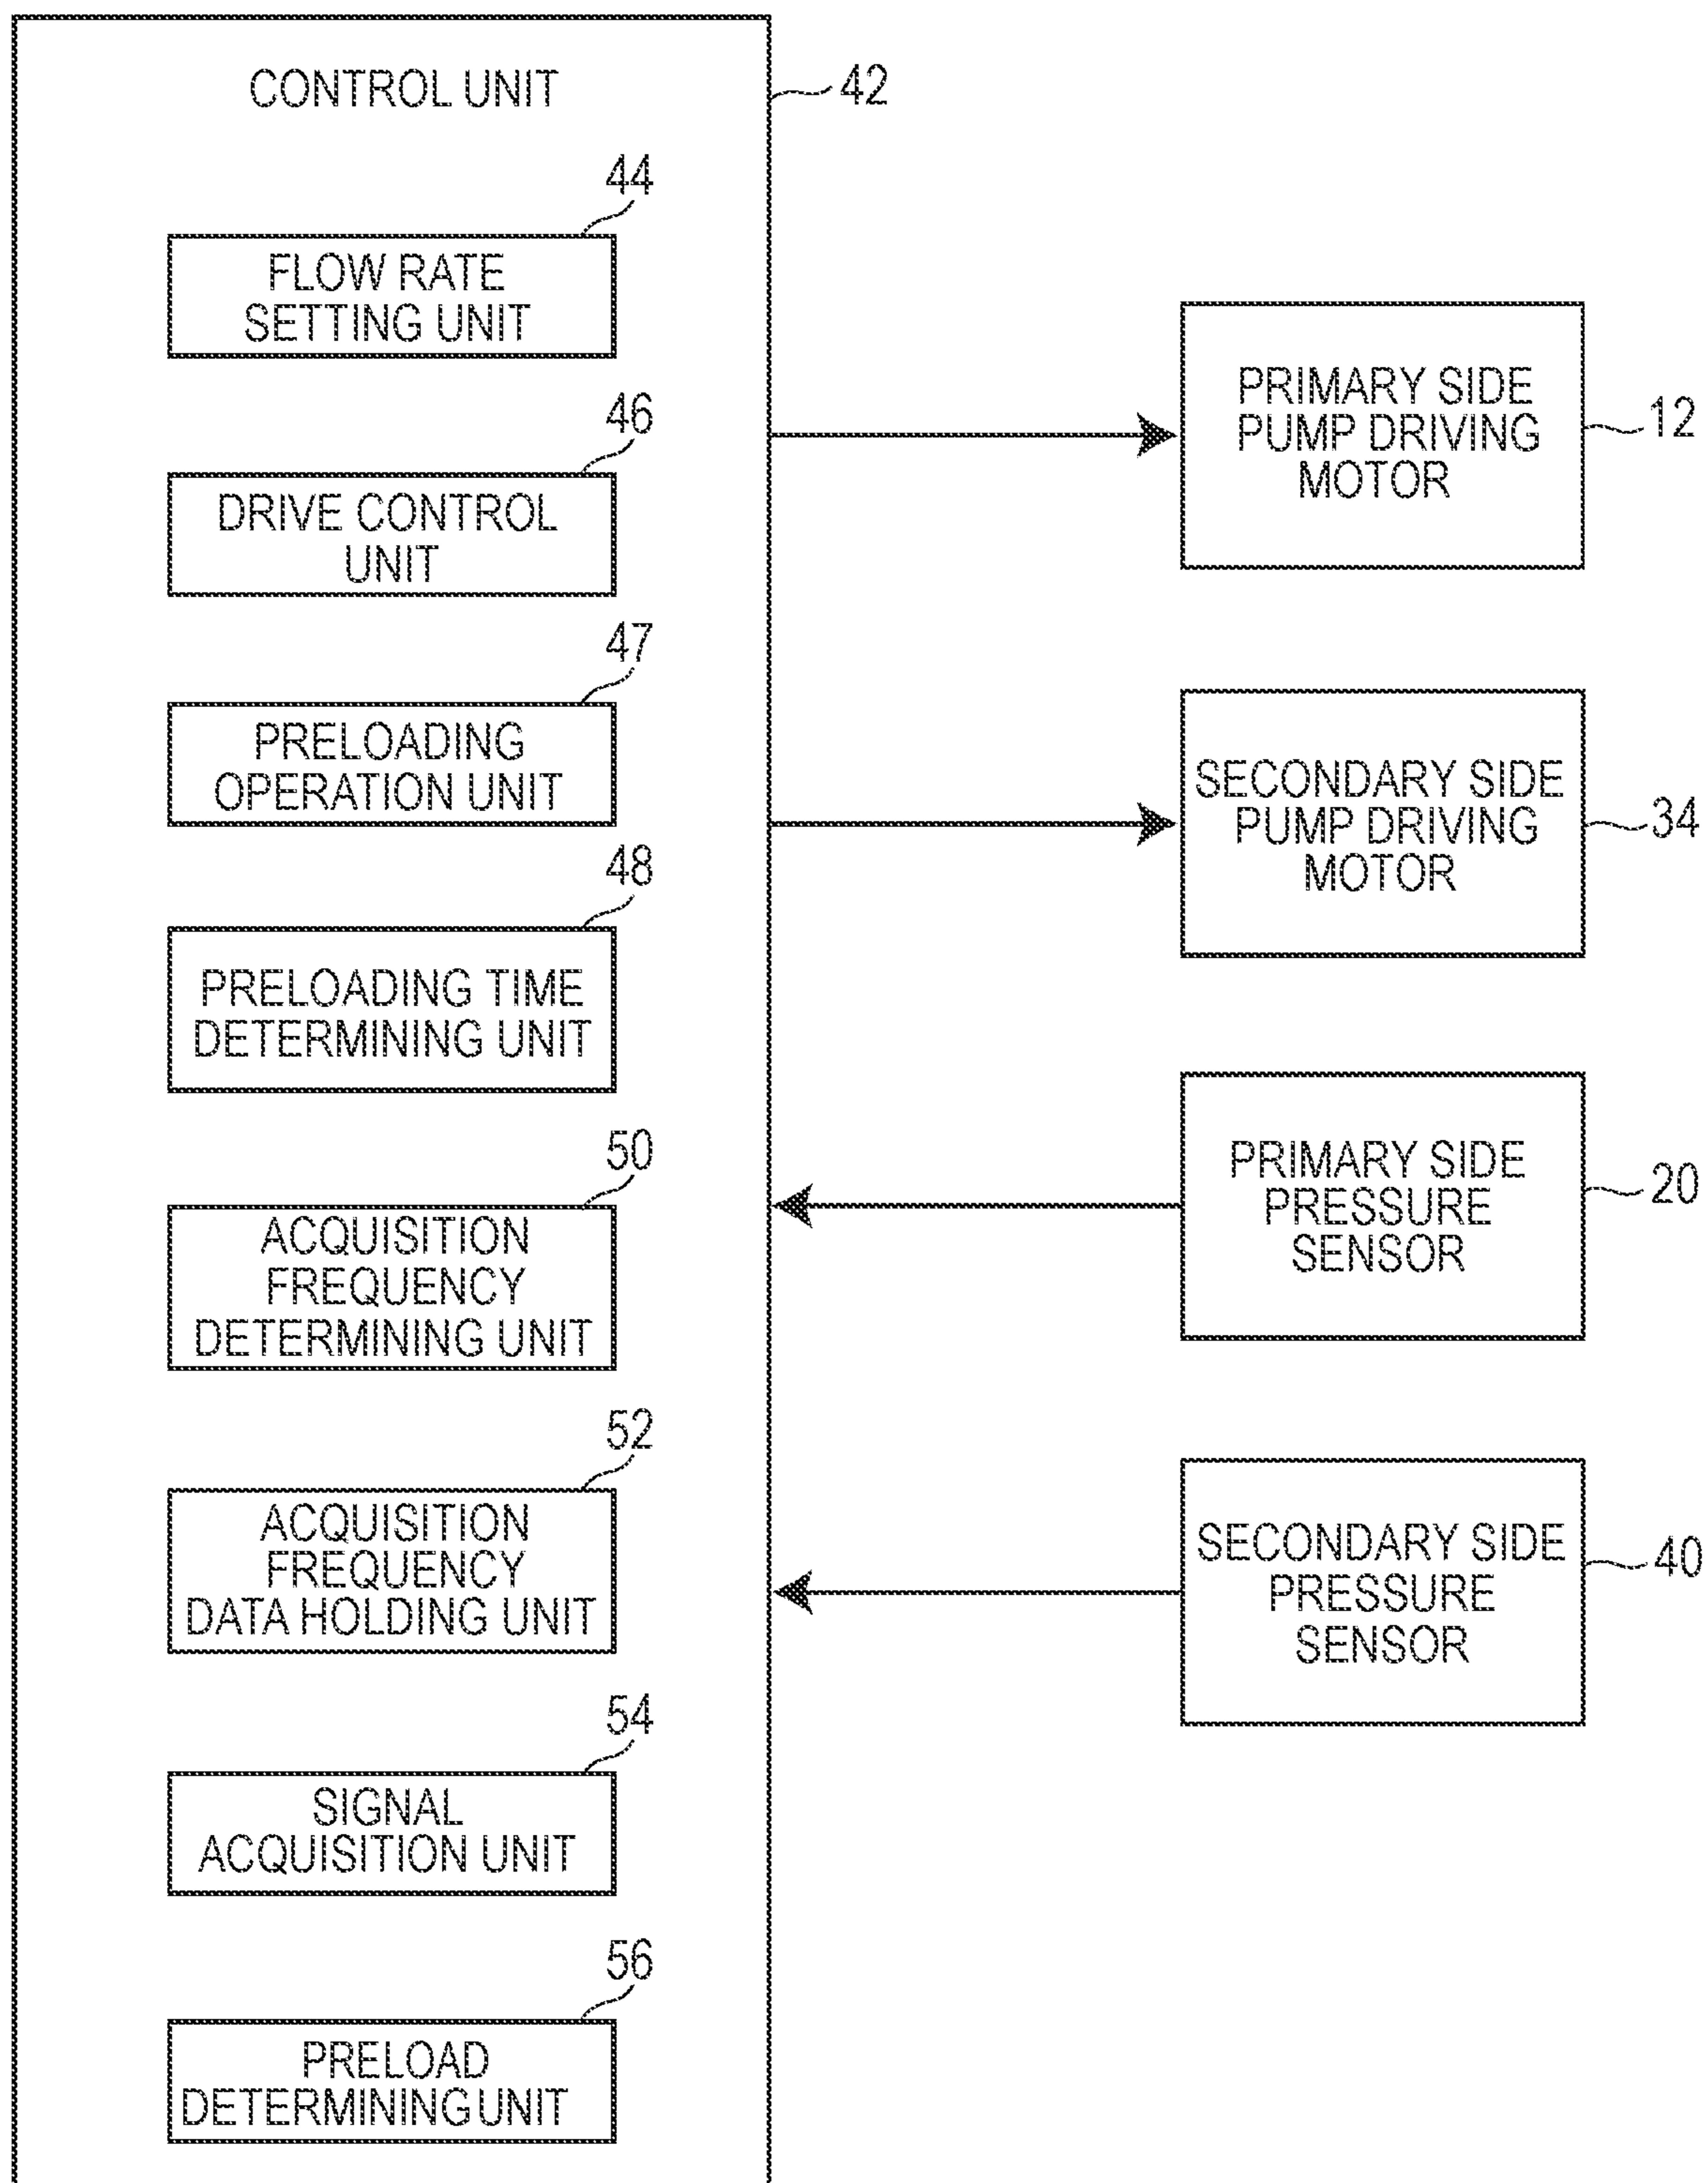 CONTROL UNIT
42
44
FLOW RATE
SETTING UNIT
46
DRIVE CONTROL
UNIT
47
PRELOADING
OPERATION UNIT
48
PRELOADING TIME
DETERMINING UNIT
50
ACQUISITION
FREQUENCY
DETERMINING UNIT
52
ACQUISITION
FREQUENCY
DATA HOLDING UNIT
54
SIGNAL
ACQUISITION UNIT
56
PRELOAD
DETERMINING UNIT
PRIMARY SIDE
PUMP DRIVING
MOTOR
12
SECONDARY SIDE
PUMP DRIVING
MOTOR
34
PRIMARY SIDE
PRESSURE
SENSOR
20
SECONDARY SIDE
PRESSURE
SENSOR
40